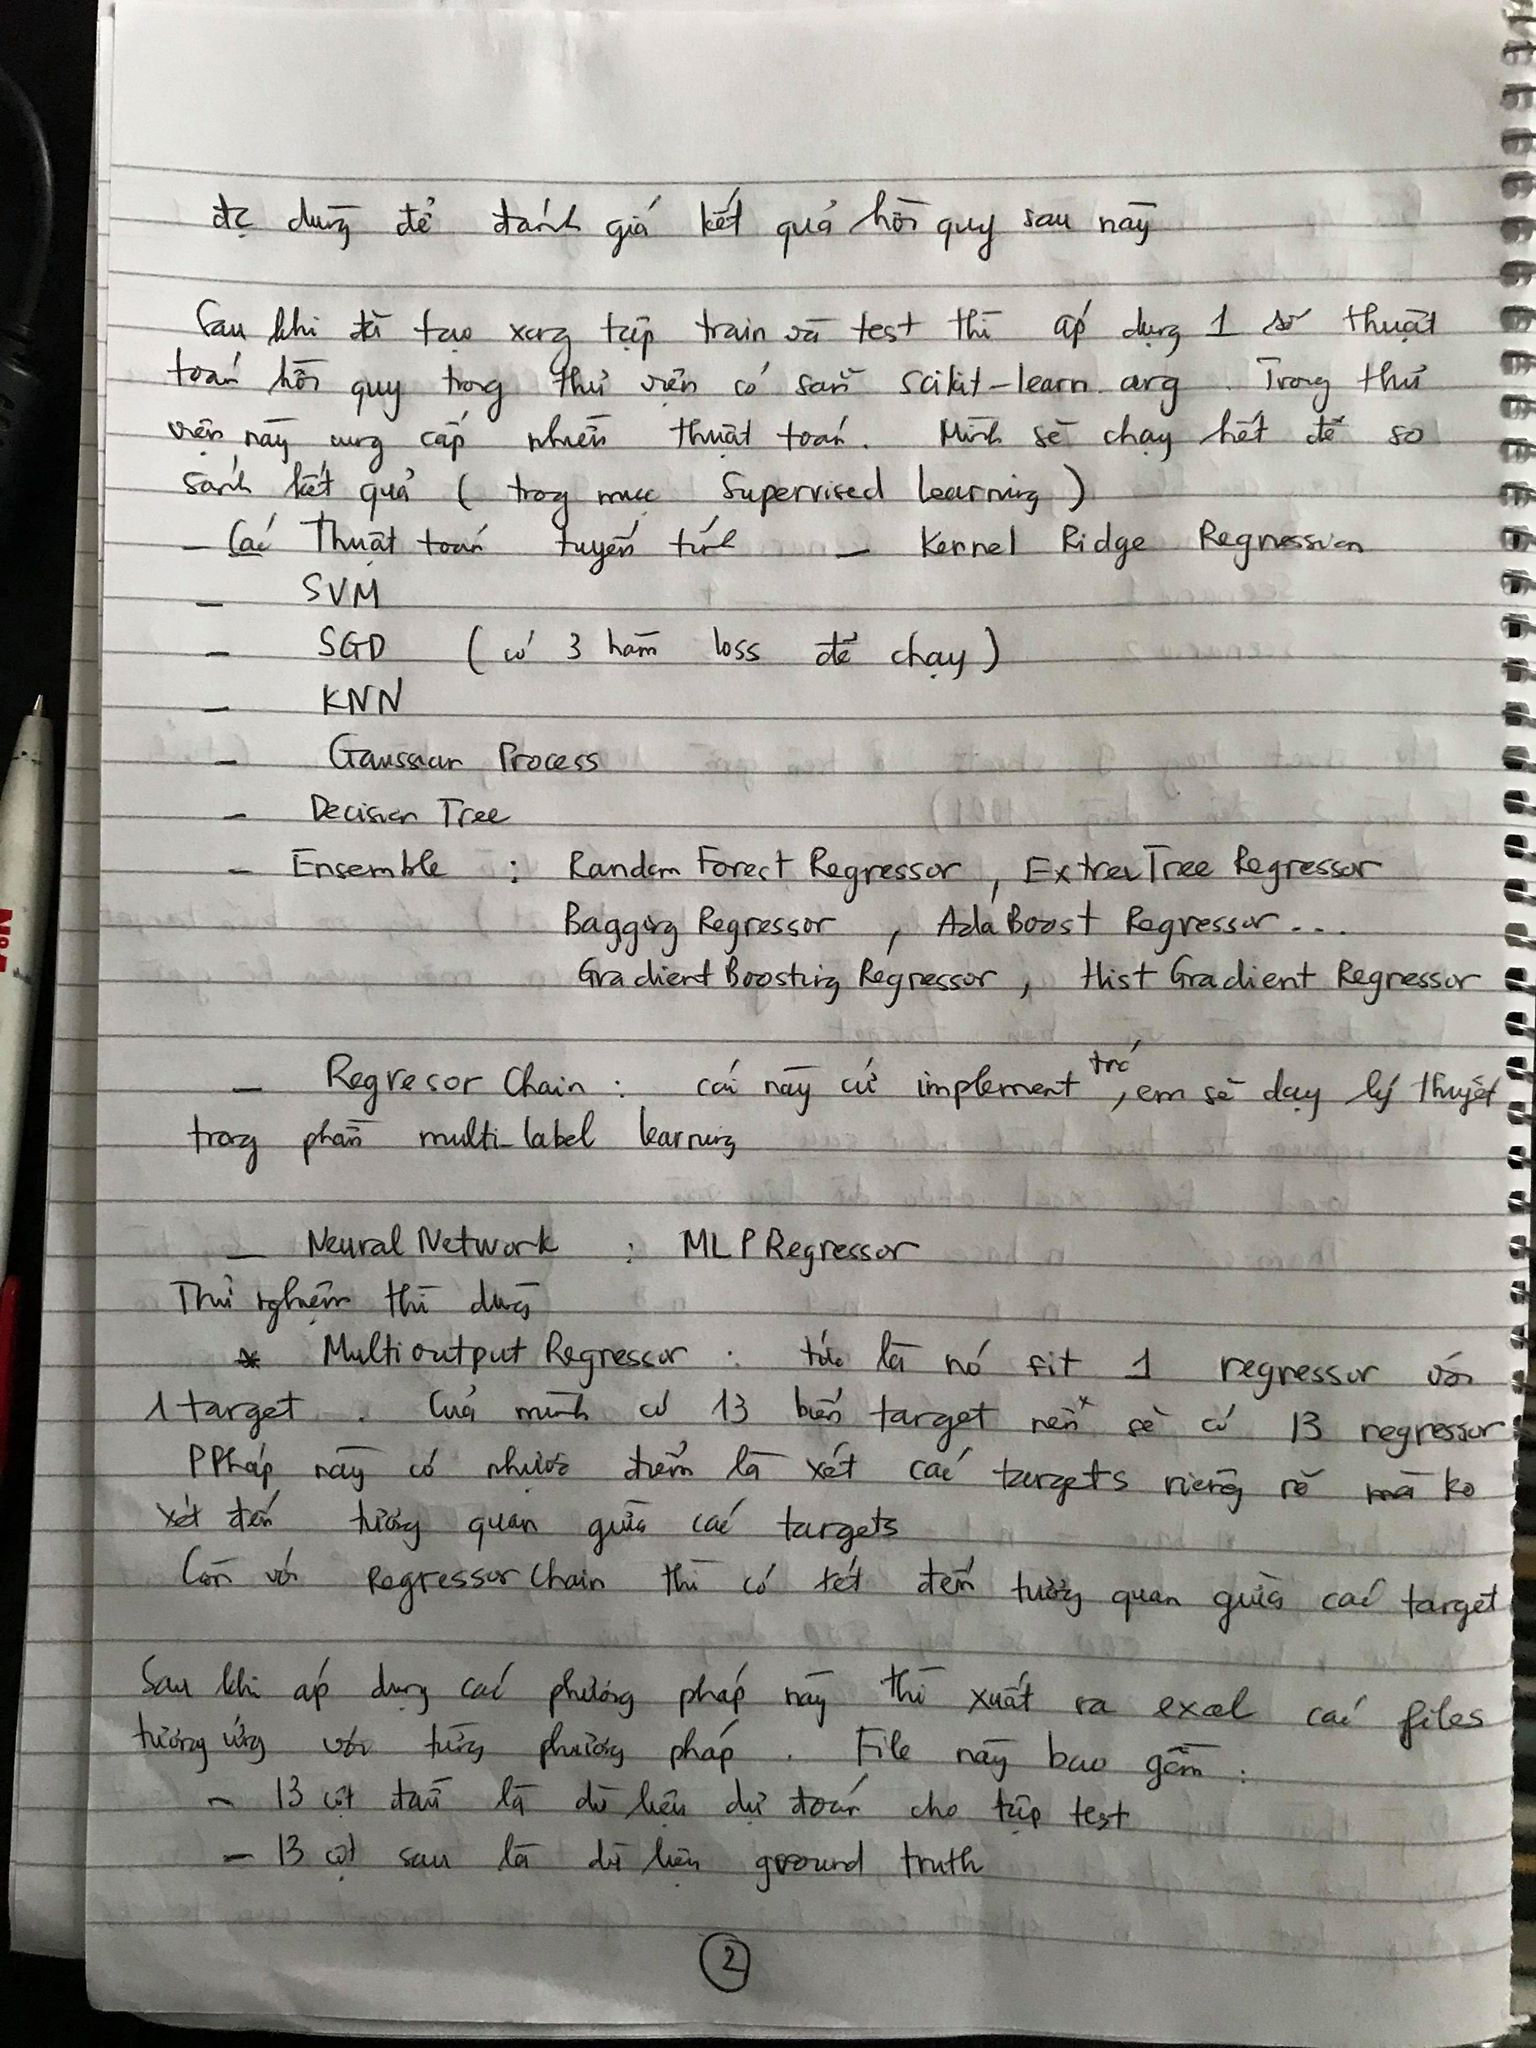 đc dùng để đánh giá kết quả hồi quy sau này
Sau khi đã tạo xong tập train và test thì áp dụng 1 số thuật
toán hồi quy trong thư viện có sẵn scikit-learn.org. Trong thư
viện này cung cấp nhiều thuật toán. Mình sẽ chạy hết để so
sánh kết quả ( trong mục Supervised Learning )
- Các Thuật toán tuyến tính - Kernel Ridge Regression
- SVM
- SGD ( có 3 hàm loss để chạy )
- KNN
- Gaussian Process
- Decision Tree
- Ensemble : Random Forest Regressor , Extra Tree Regressor
Bagging Regressor , AdaBoost Regressor ...
Gradient Boosting Regressor , Hist Gradient Regressor
- Regresor Chain : cái này cứ implement trc, em sẽ dạy lý thuyết
trong phần multi-label learning
- Neural Network : MLP Regressor
Thử nghiệm thì dùng
* Multioutput Regressor : tức là nó fit 1 regressor với
1 target . Của mình có 13 biến target nên sẽ có 13 regressor
PPháp này có nhược điểm là xét các targets riêng rẽ mà ko
xét đến tương quan giữa các targets
Còn với RegressorChain thì có xét đến tương quan giữa các target
Sau khi áp dụng các phương pháp này thì xuất ra excel các files
tương ứng với từng phương pháp . File này bao gồm :
- 13 cột đầu là dữ liệu dự đoán cho tập test
- 13 cột sau là dữ liệu ground truth
2